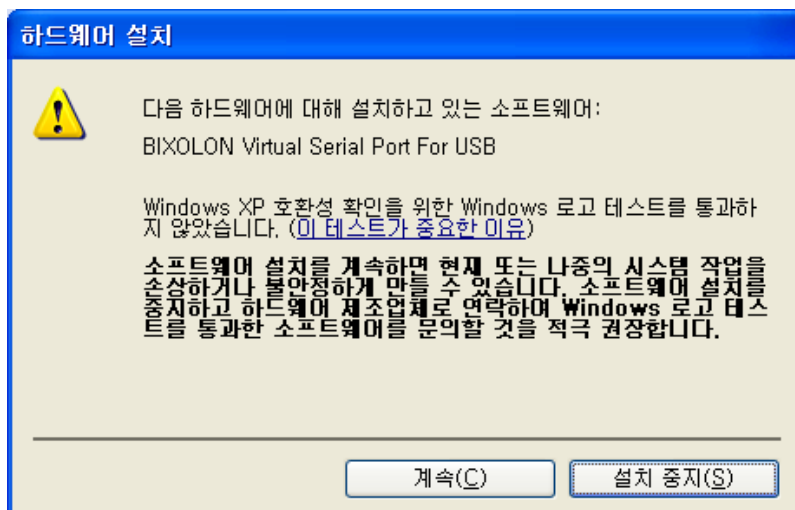 하드웨어 설치
다음 하드웨어에 대해 설치하고 있는 소프트웨어:
BIXOLON Virtual Serial Port For USB
Windows XP 호환성 확인을 위한 Windows 로고 테스트를 통과하
지 않았습니다. (이 테스트가 중요한 이유)
소프트웨어 설치를 계속하면 현재 또는 나중의 시스템 작업을
손상하거나 불안정하게 만들 수 있습니다. 소프트웨어 설치를
중지하고 하드웨어 제조업체로 연락하여 Windows 로고 테스
트를 통과한 소프트웨어를 문의할 것을 적극 권장합니다.
계속(C)
설치 중지(S)